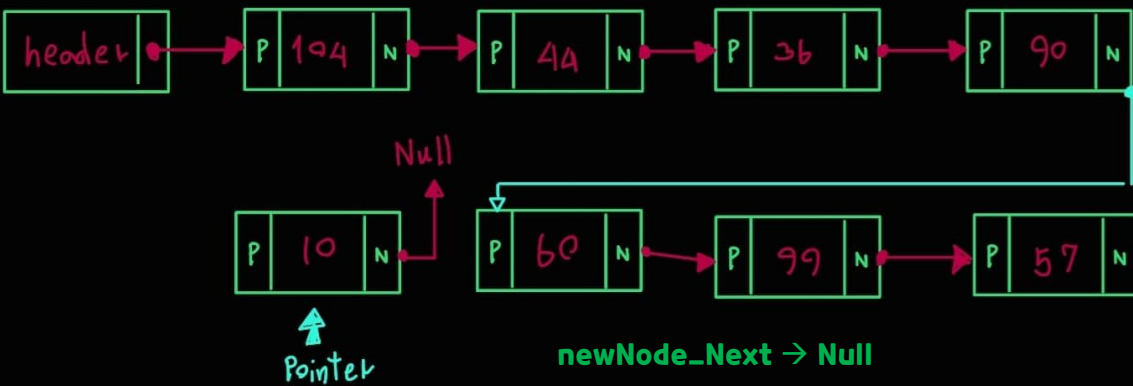 header P 104 N P 44 N P 36 N P 90 N
Null
P 10 N P 60 N P 99 N P 57 N
Pointer
newNode_Next → Null